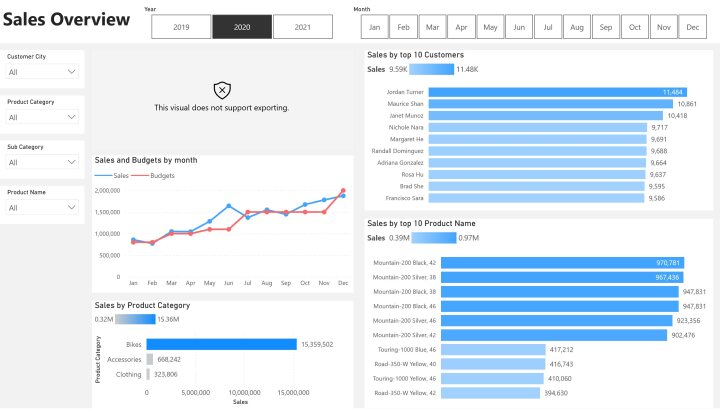 Sales Overview
Year
2019 2020 2021
Month
Jan Feb Mar Apr May Jun Jul Aug Sep Oct Nov Dec
Customer City
All
Product Category
All
Sub Category
All
Product Name
All
This visual does not support exporting.
Sales and Budgets by month
Sales Budgets
2,000,000
1,500,000
1,000,000
500,000
0
Jan Feb Mar Apr May Jun Jul Aug Sep Oct Nov Dec
Sales by Product Category
0.32M 15.36M
Product Category
Bikes 15,359,502
Accessories 668,242
Clothing 323,806
0 5,000,000 10,000,000 15,000,000
Sales
Sales by top 10 Customers
Sales 9.59K 11.48K
Jordan Turner 11,484
Maurice Shan 10,861
Janet Munoz 10,418
Nichole Nara 9,717
Margaret He 9,691
Randall Dominguez 9,688
Adriana Gonzalez 9,664
Rosa Hu 9,637
Brad She 9,595
Francisco Sara 9,586
Sales by top 10 Product Name
Sales 0.39M 0.97M
Mountain-200 Black, 42 970,781
Mountain-200 Silver, 38 967,436
Mountain-200 Black, 38 947,831
Mountain-200 Black, 46 947,831
Mountain-200 Silver, 46 923,356
Mountain-200 Silver, 42 902,476
Touring-1000 Blue, 46 417,212
Road-350-W Yellow, 40 416,743
Touring-1000 Yellow, 46 410,060
Road-350-W Yellow, 42 394,630